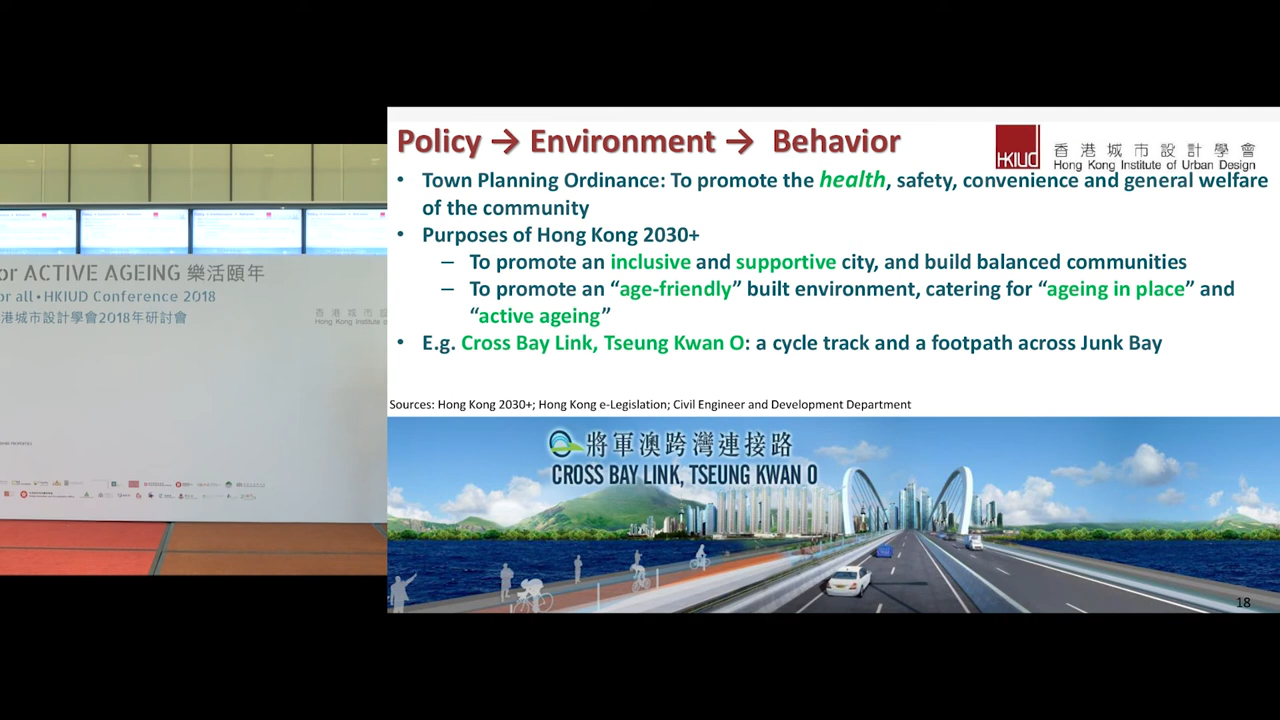 or ACTIVE AGEING 樂活頤年
or all • HKIUD Conference 2018
港城市設計學會2018年研討會
Hong Kong Institute of
Policy → Environment → Behavior
HKIUD
香港城市設計學會
Hong Kong Institute of Urban Design
• Town Planning Ordinance: To promote the health, safety, convenience and general welfare
of the community
• Purposes of Hong Kong 2030+
– To promote an inclusive and supportive city, and build balanced communities
– To promote an “age-friendly” built environment, catering for “ageing in place” and
“active ageing”
• E.g. Cross Bay Link, Tseung Kwan O: a cycle track and a footpath across Junk Bay
Sources: Hong Kong 2030+; Hong Kong e-Legislation; Civil Engineer and Development Department
將軍澳跨灣連接路
CROSS BAY LINK, TSEUNG KWAN O
18